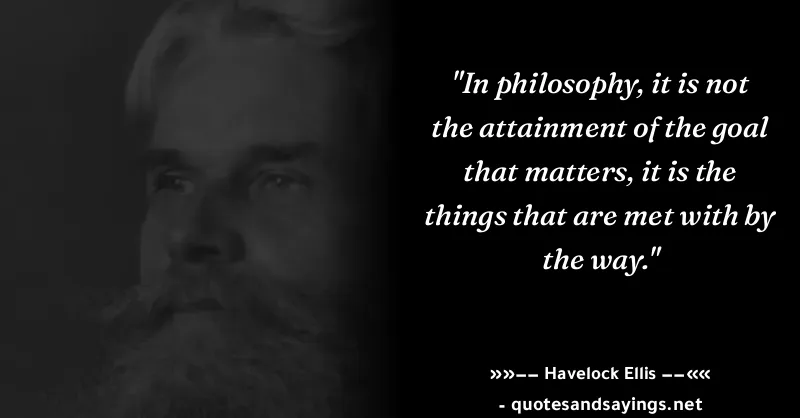 "In philosophy, it is not
the attainment of the goal
that matters, it is the
things that are met with by
the way."
»»−− Havelock Ellis −−««
- quotesandsayings.net